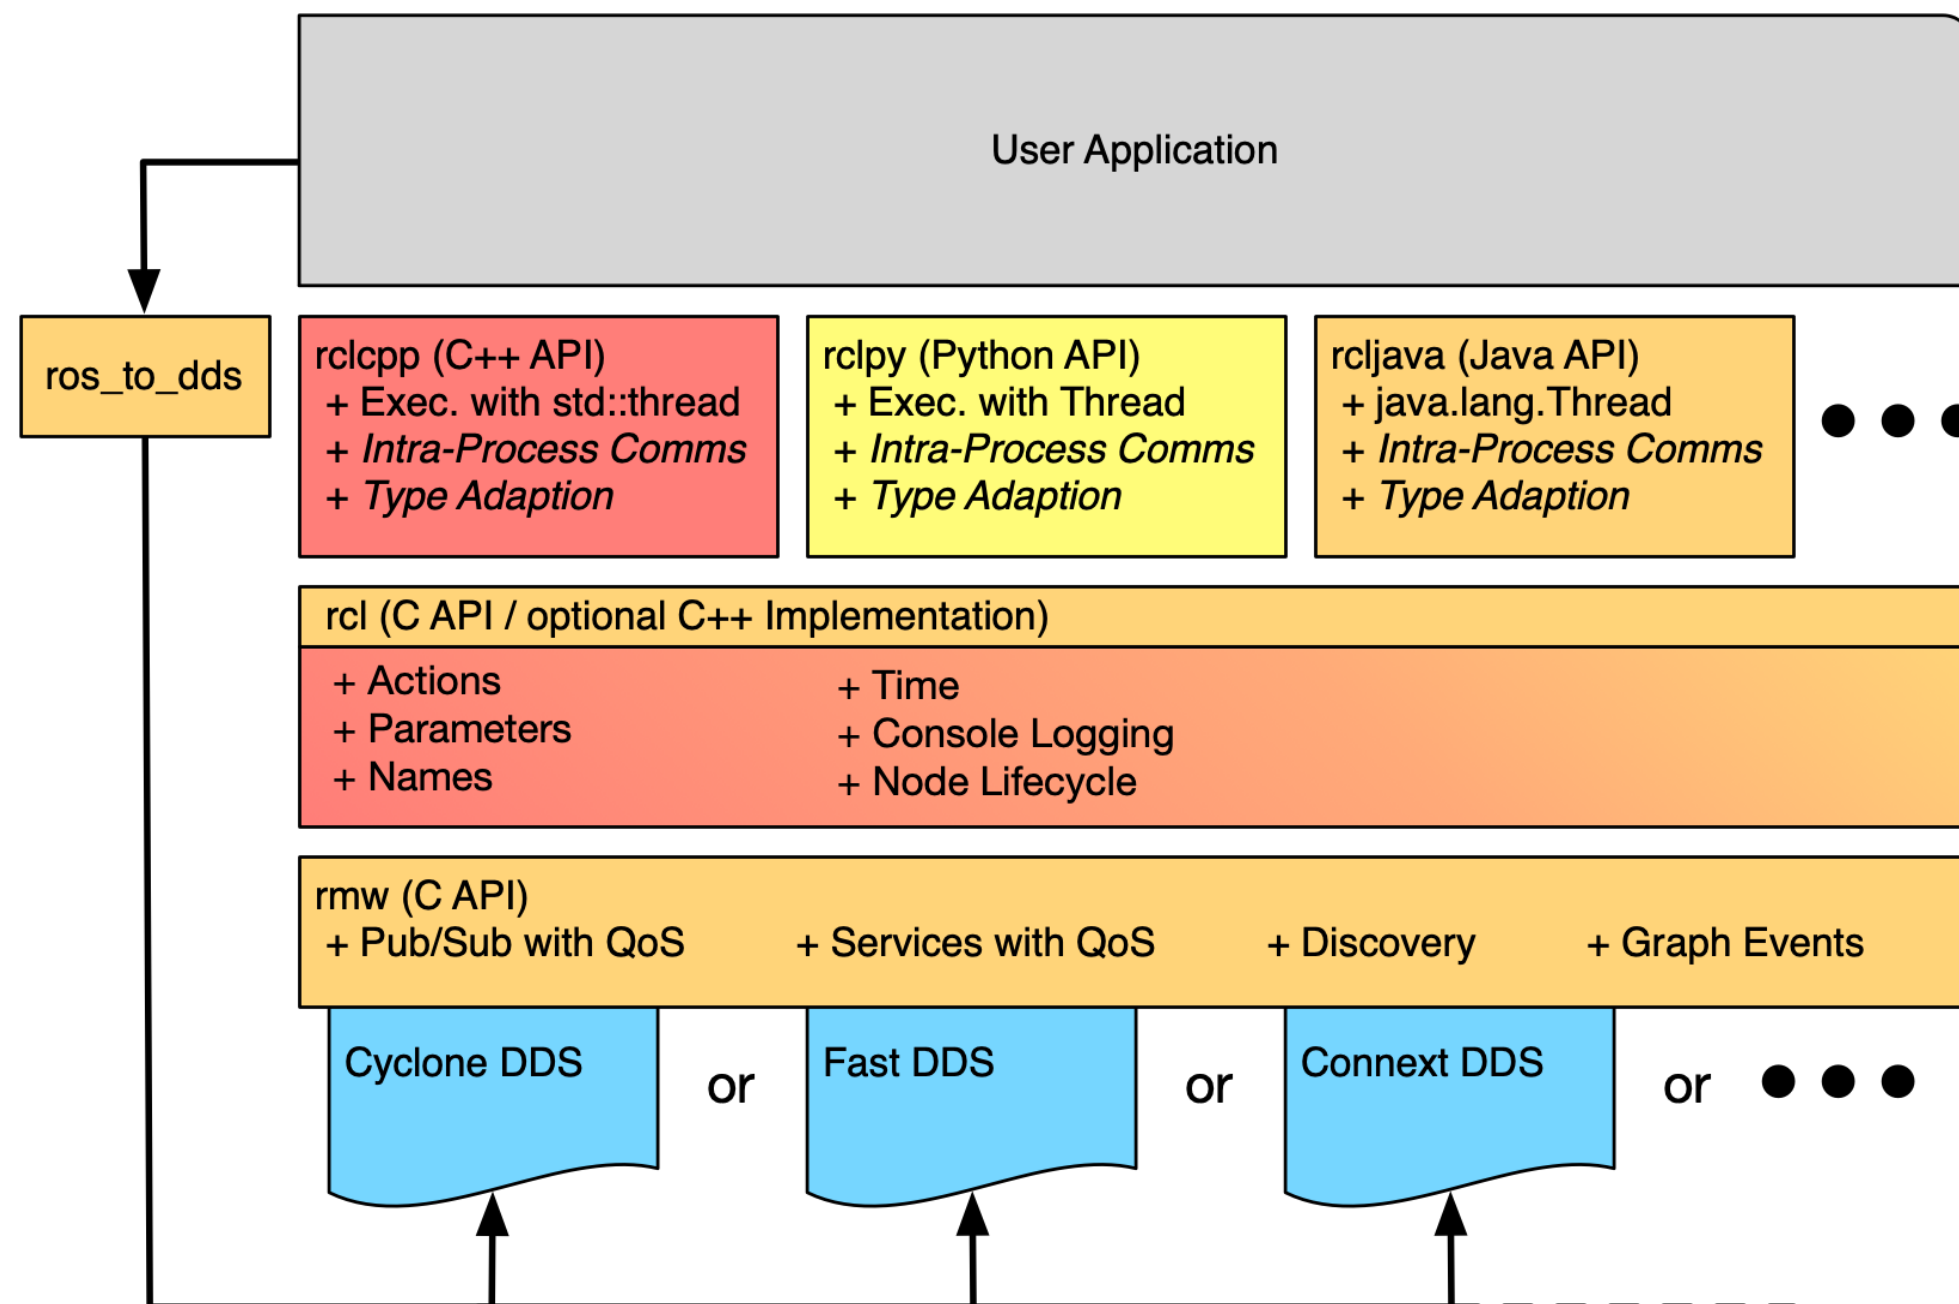 User Application
ros_to_dds
rclcpp (C++ API)
+ Exec. with std::thread
+ Intra-Process Comms
+ Type Adaption
rclpy (Python API)
+ Exec. with Thread
+ Intra-Process Comms
+ Type Adaption
rcljava (Java API)
+ java.lang.Thread
+ Intra-Process Comms
+ Type Adaption
rcl (C API / optional C++ Implementation)
+ Actions
+ Parameters
+ Names
+ Time
+ Console Logging
+ Node Lifecycle
rmw (C API)
+ Pub/Sub with QoS + Services with QoS + Discovery + Graph Events
Cyclone DDS or Fast DDS or Connext DDS or